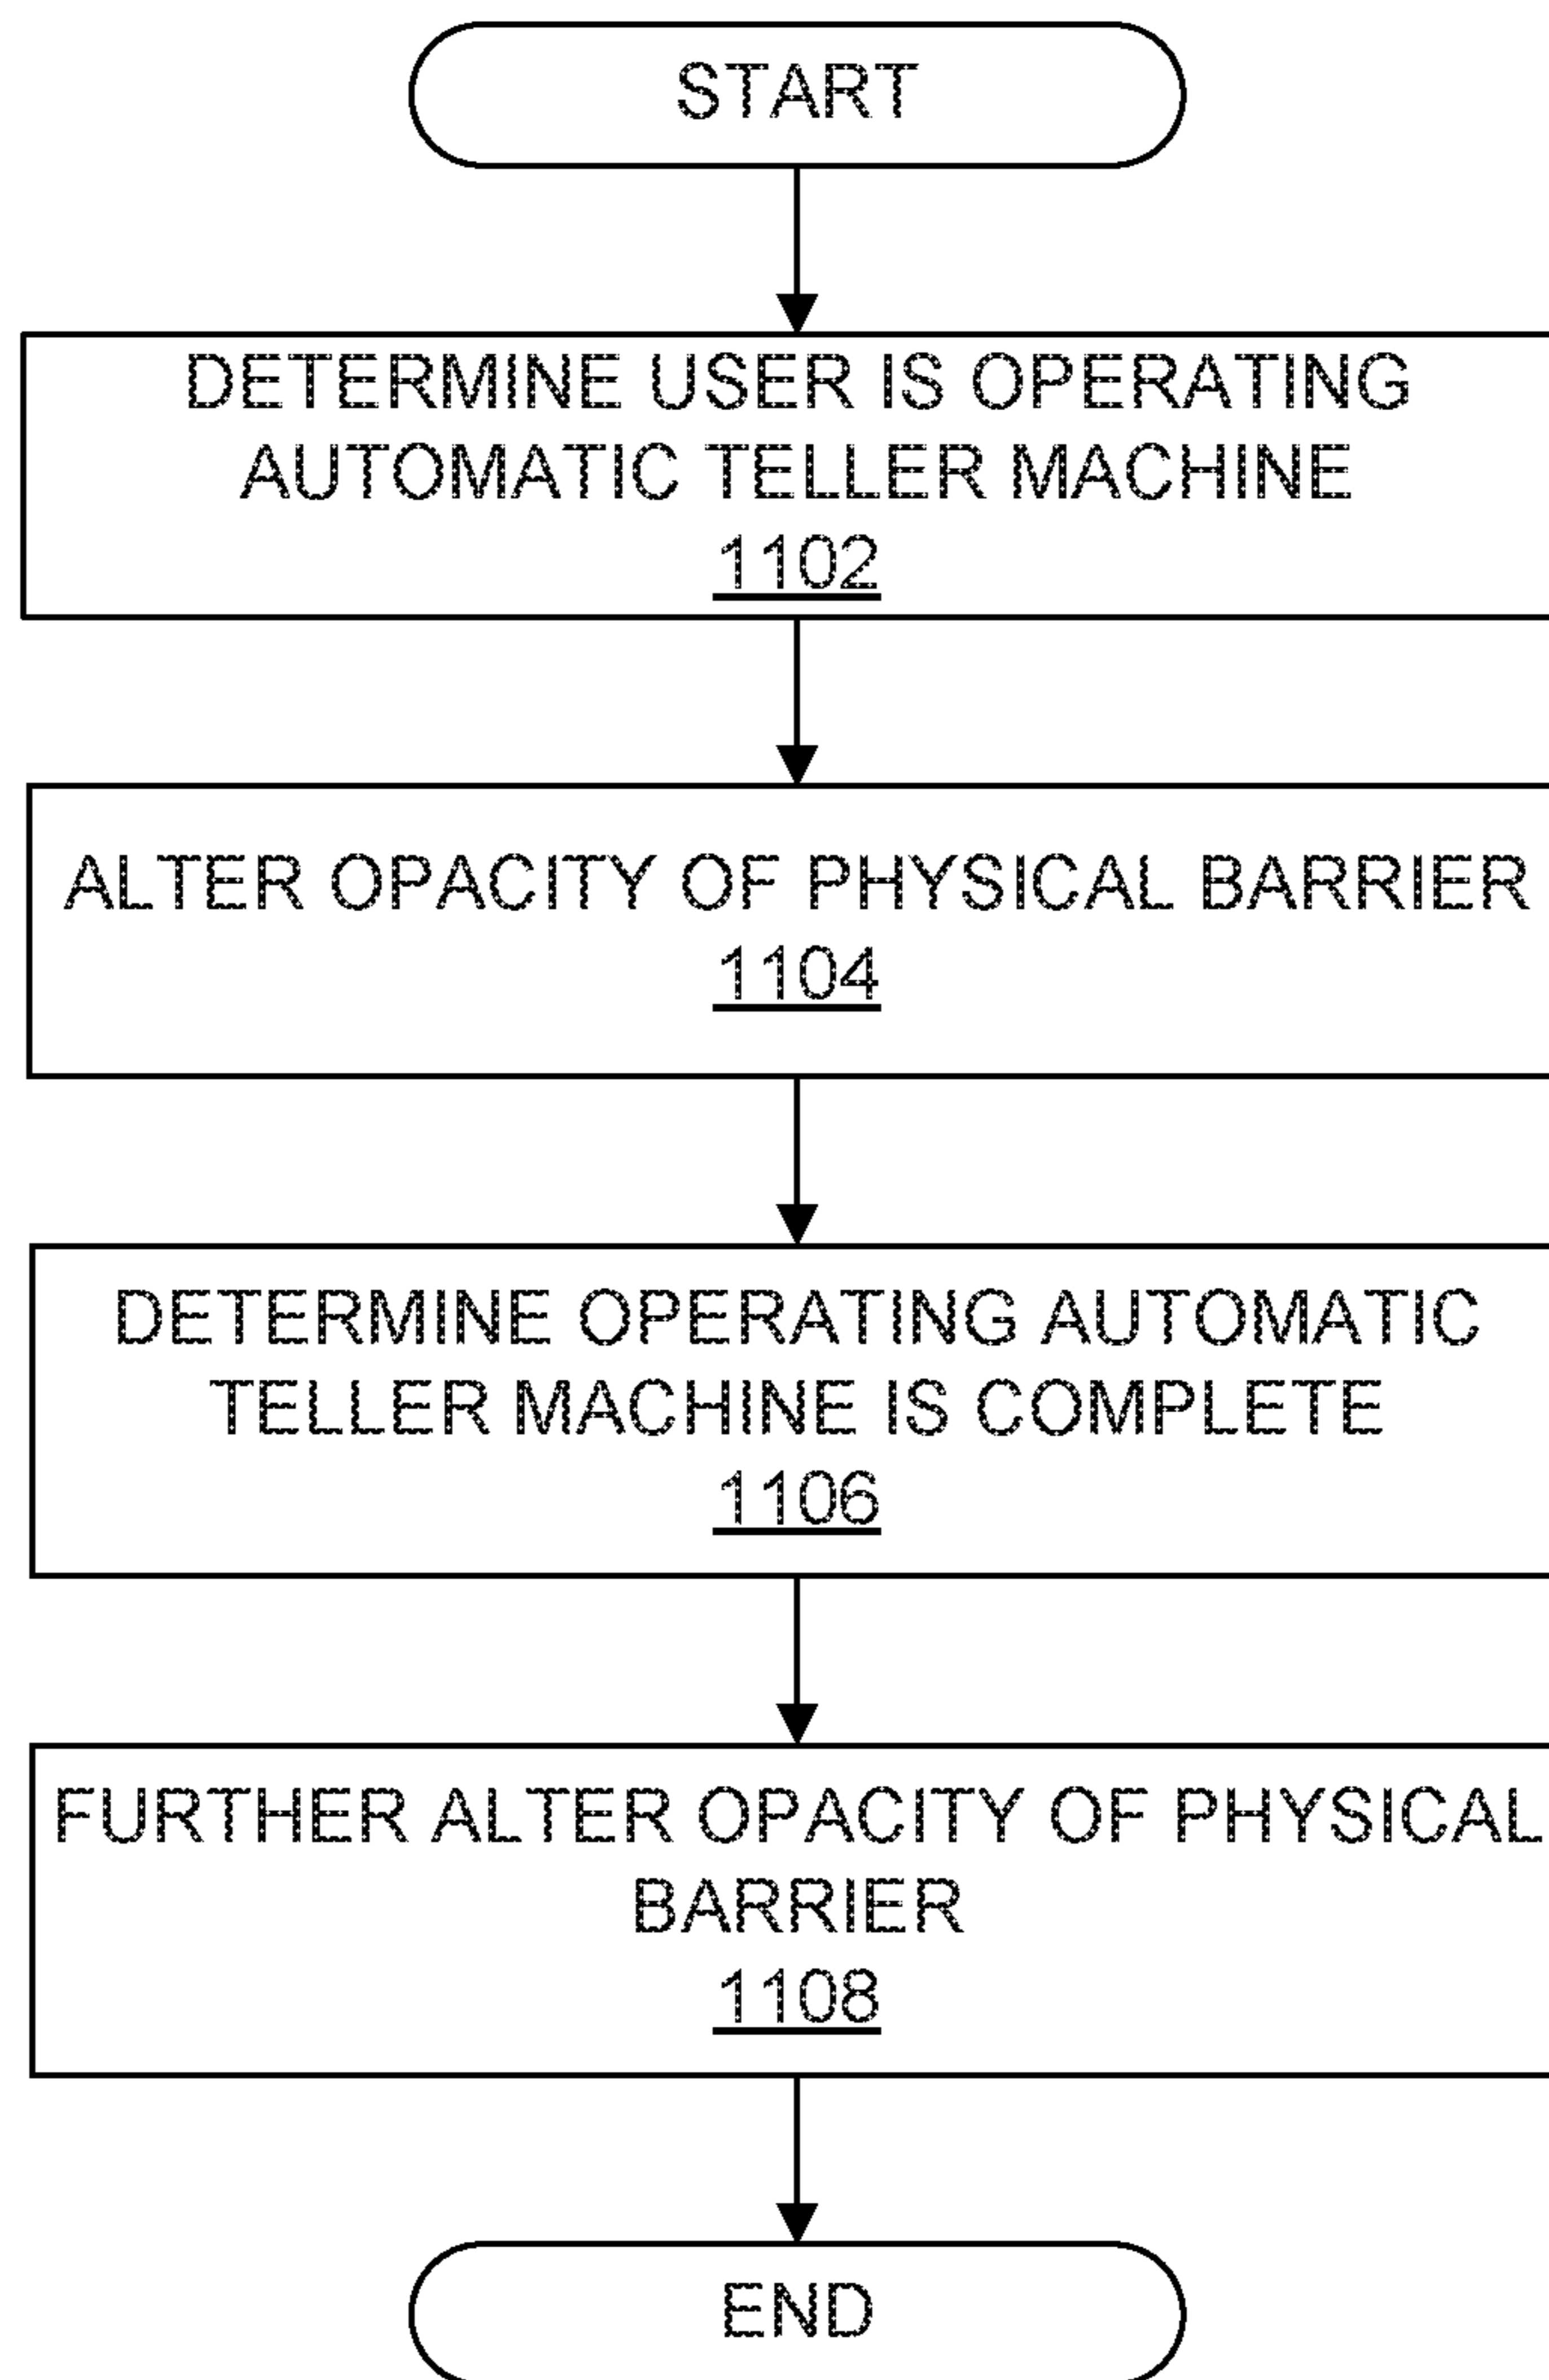 START
DETERMINE USER IS OPERATING
AUTOMATIC TELLER MACHINE
1102
ALTER OPACITY OF PHYSICAL BARRIER
1104
DETERMINE OPERATING AUTOMATIC
TELLER MACHINE IS COMPLETE
1106
FURTHER ALTER OPACITY OF PHYSICAL
BARRIER
1108
END